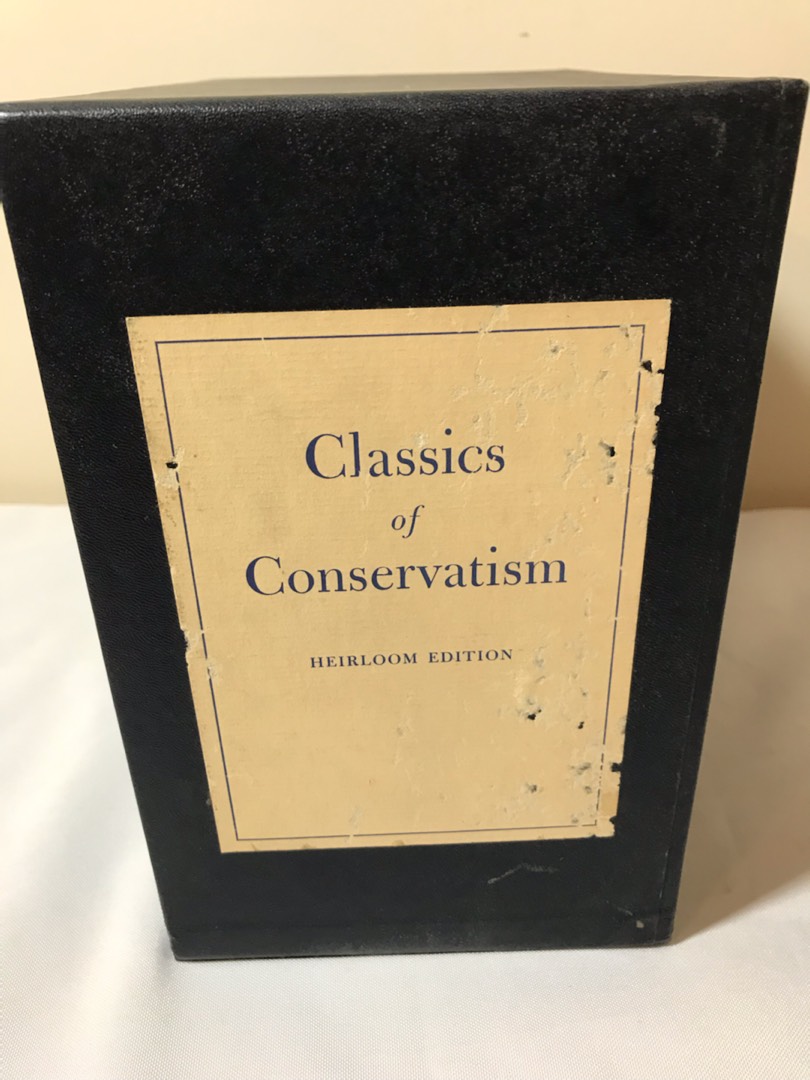 Classics
of
Conservatism
HEIRLOOM EDITION